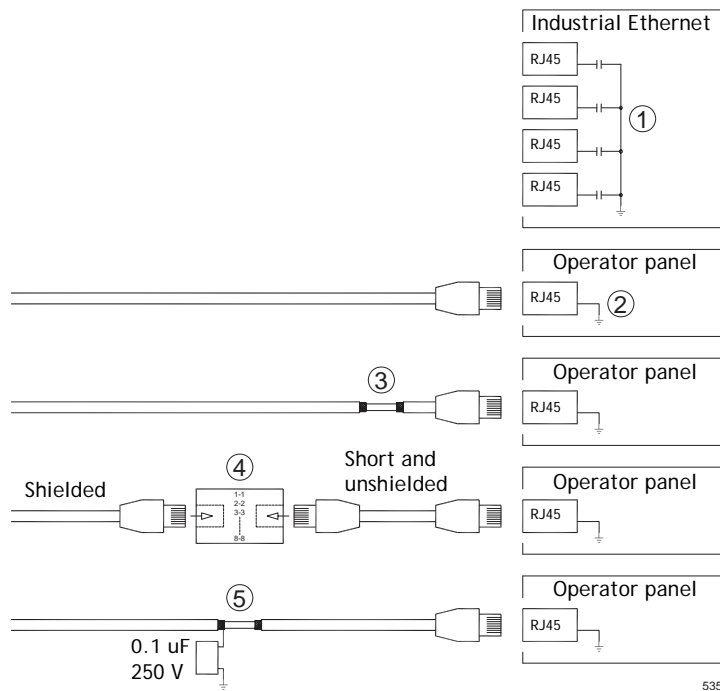 Industrial Ethernet
RJ45
RJ45
1
RJ45
RJ45
Operator panel
RJ45
2
Operator panel
3
RJ45
Operator panel
4
Short and
unshielded
Shielded
1-1
2-2
3-3
8-8
RJ45
Operator panel
5
RJ45
0.1 uF
250 V
535